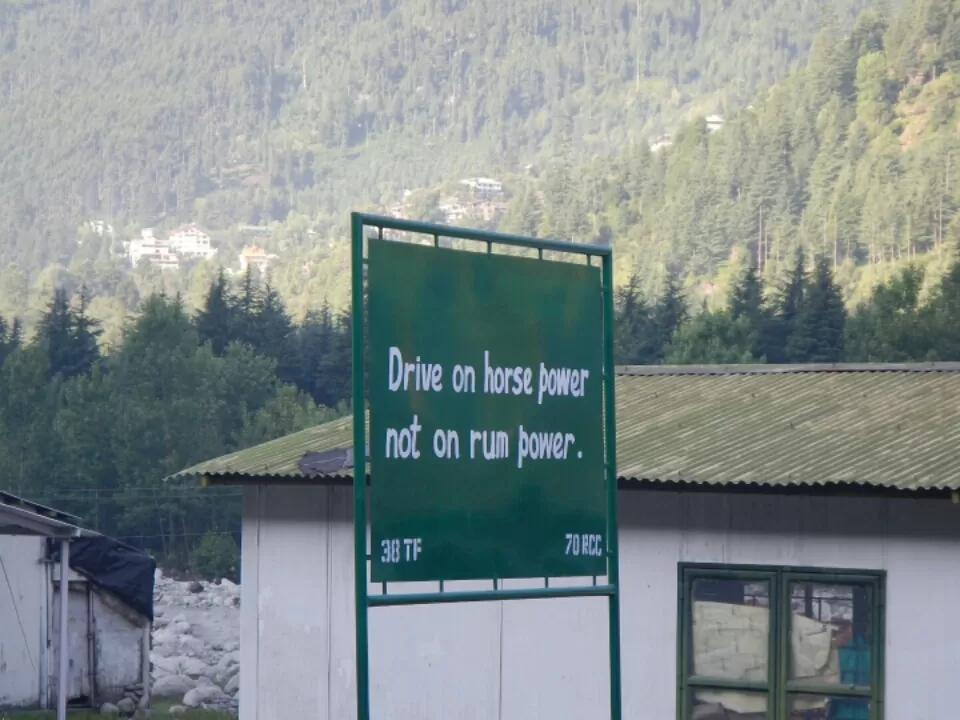 Drive on horse power
not on rum power.
38 TF 70 RCC